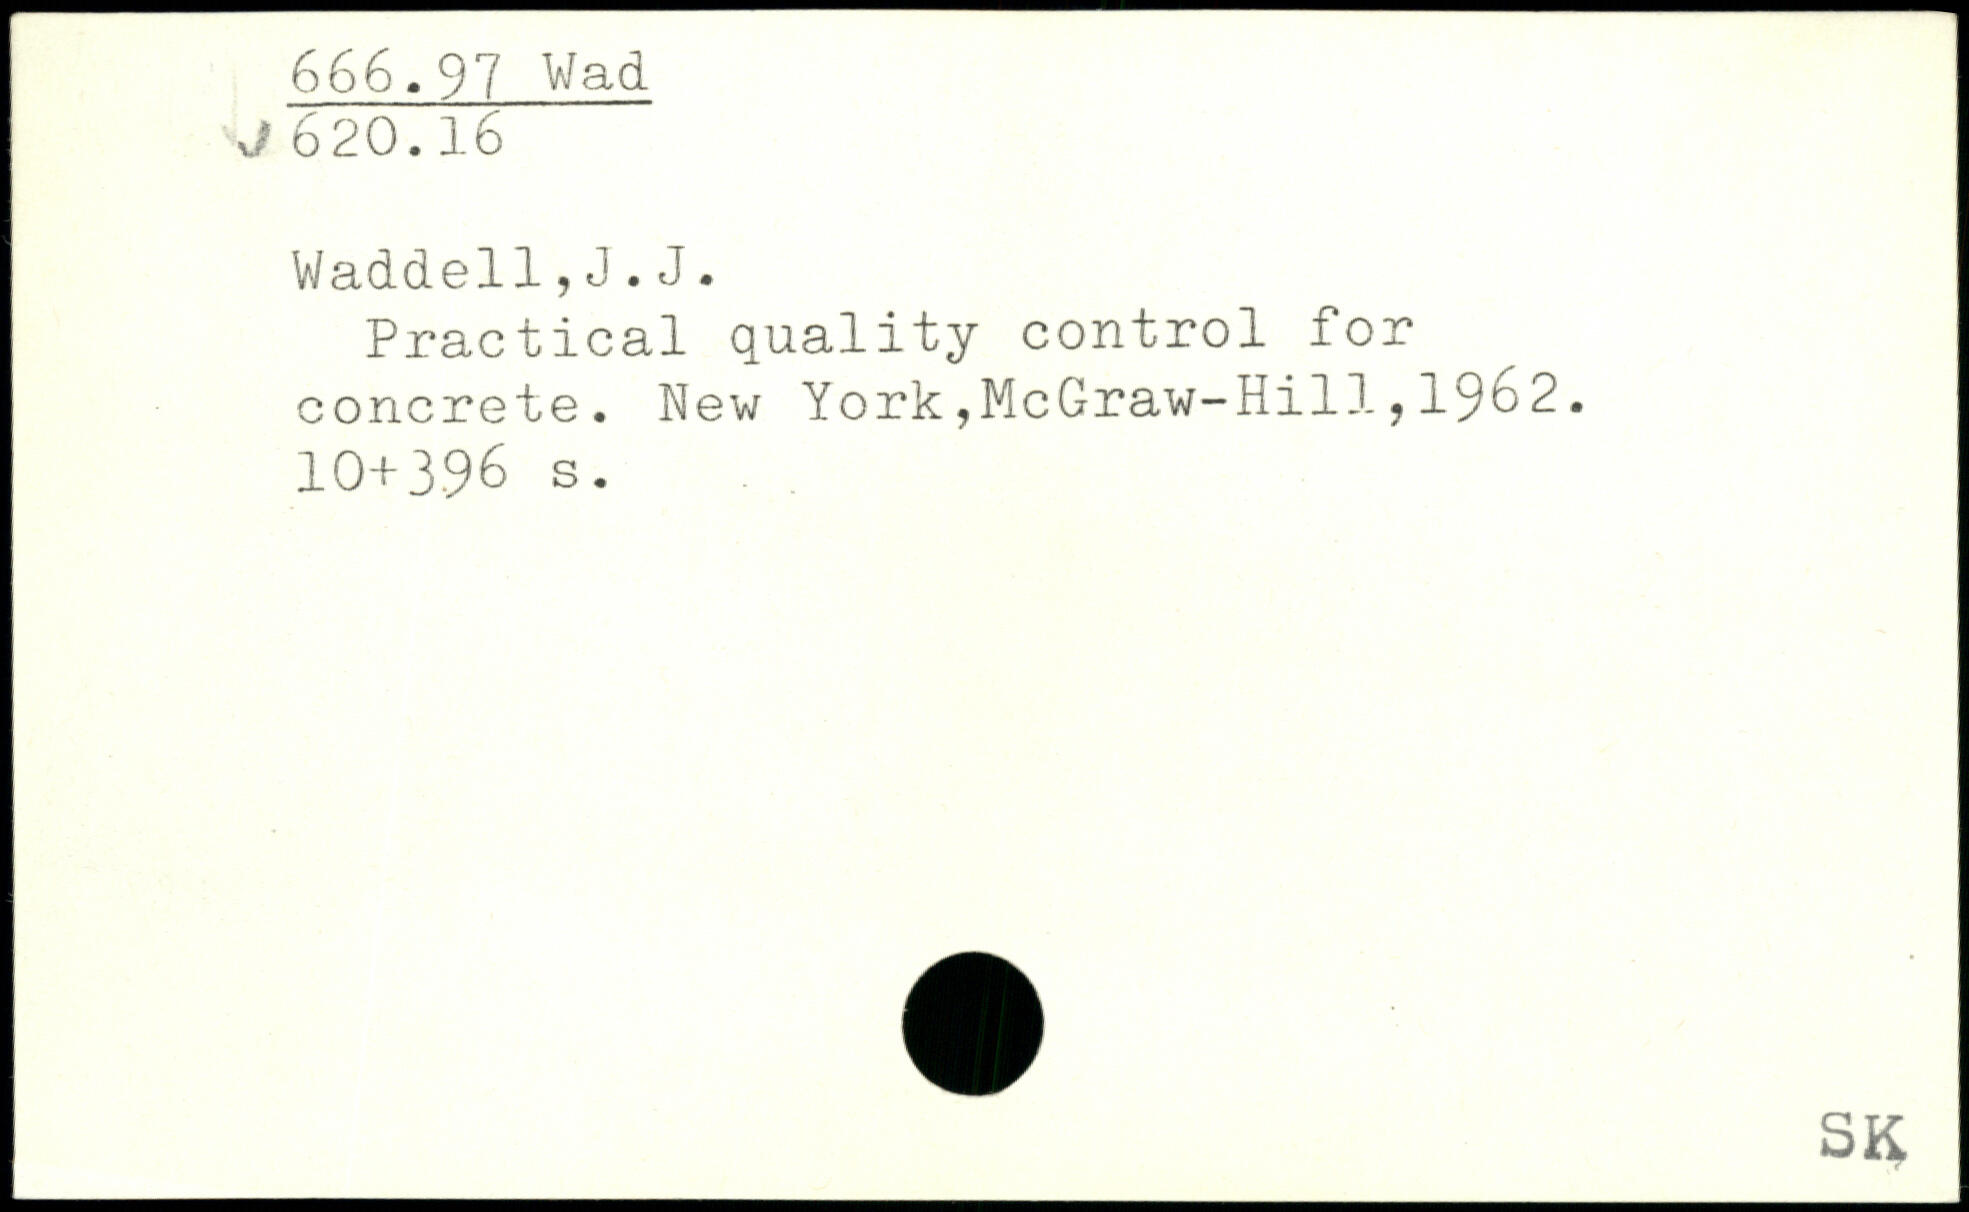 666.97 Wad
620.16
Waddell,J.J.
Practical quality control for
concrete. New York,McGraw-Hill,1962.
10+396 s.
SK